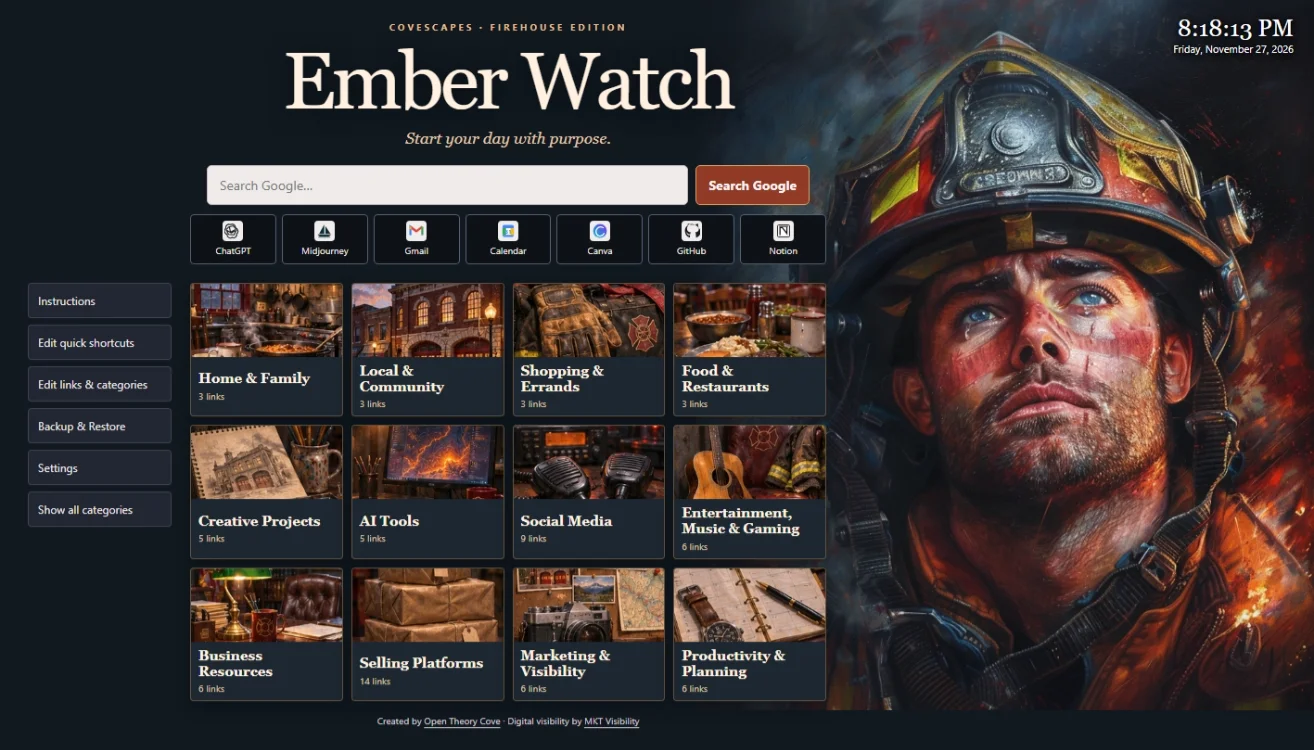 COVESCAPES • FIREHOUSE EDITION
8:18:13 PM
Friday, November 27, 2026
Ember Watch
Start your day with purpose.
Search Google...
Search Google
ChatGPT
Midjourney
Gmail
Calendar
Canva
GitHub
Notion
Instructions
Edit quick shortcuts
Edit links & categories
Backup & Restore
Settings
Show all categories
Home & Family
3 links
Local &
Community
3 links
Shopping &
Errands
3 links
Food &
Restaurants
3 links
Creative Projects
5 links
AI Tools
5 links
Social Media
9 links
Entertainment,
Music & Gaming
6 links
Business
Resources
6 links
Selling Platforms
14 links
Marketing &
Visibility
6 links
Productivity &
Planning
6 links
Created by Open Theory Cove · Digital visibility by MKT Visibility